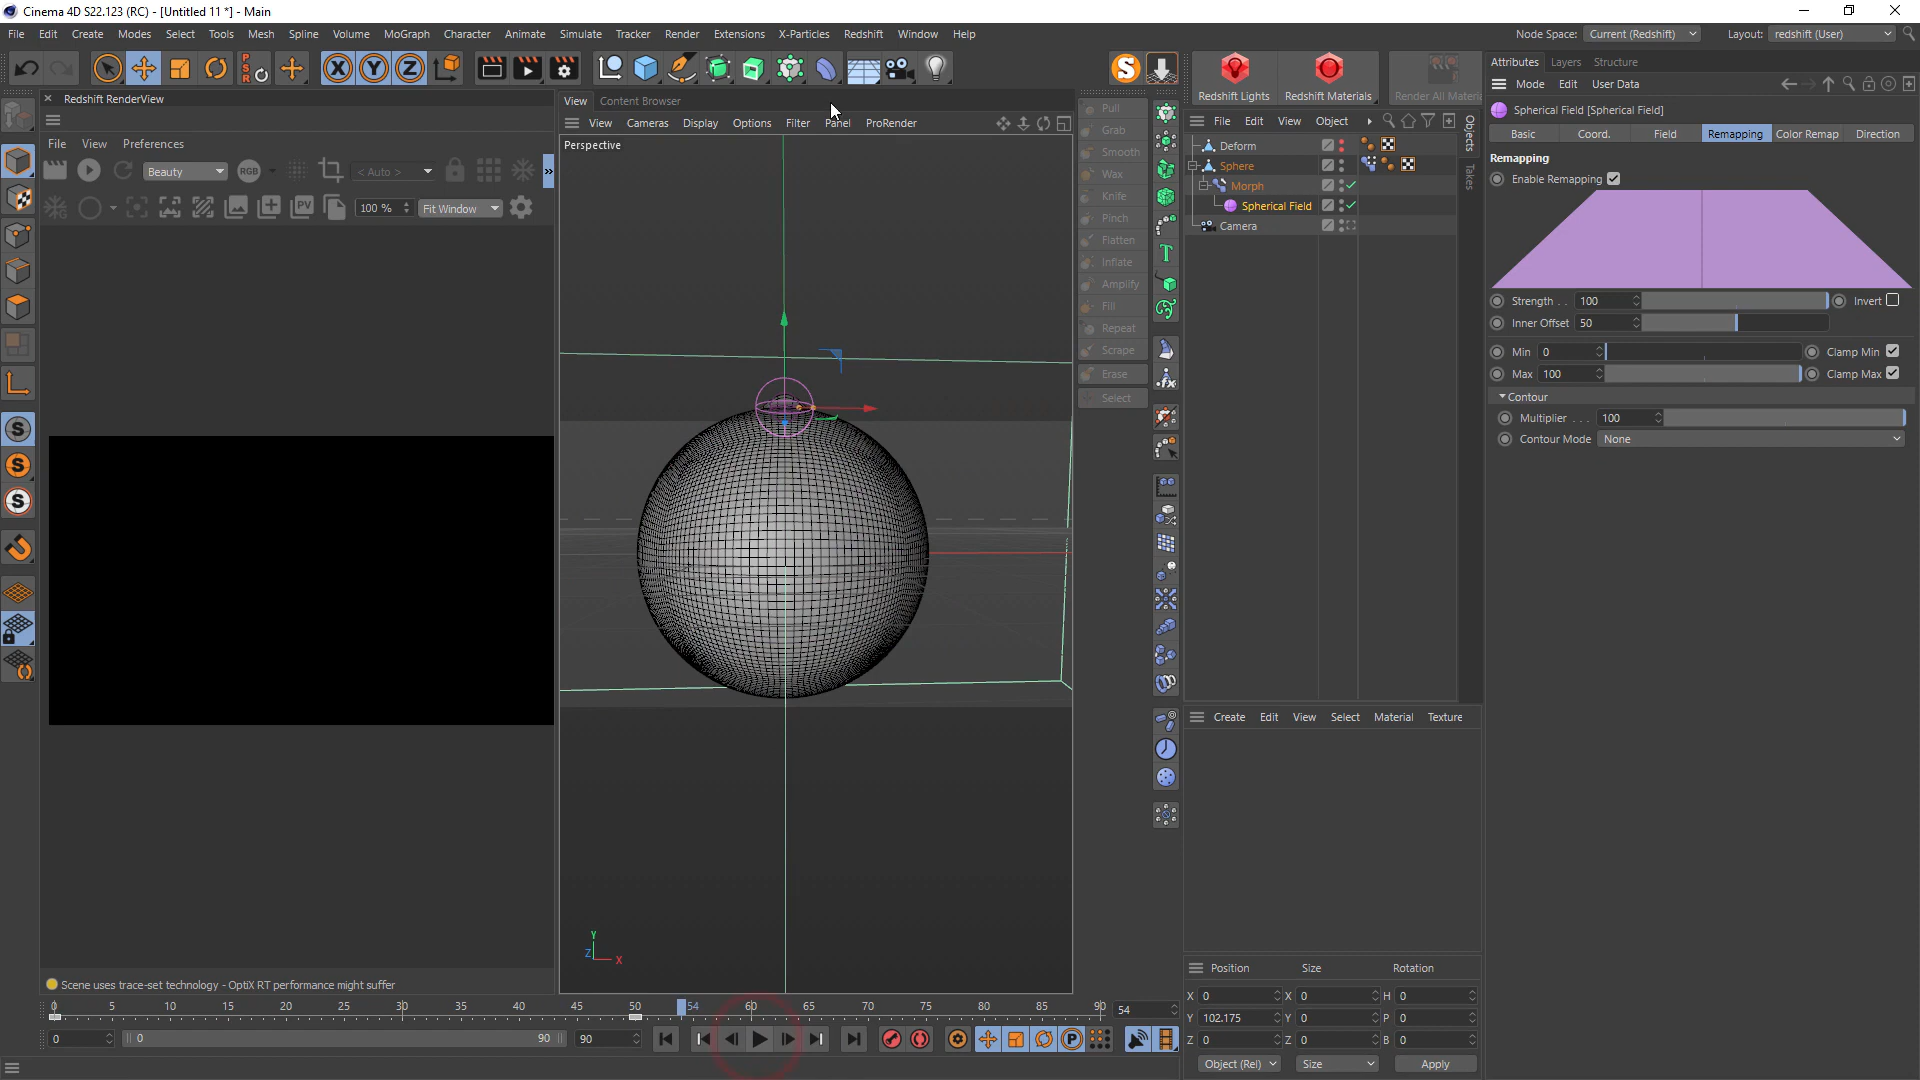 Cinema 4D S22.123 (RC) - [Untitled 11 *] - Main
File Edit Create Modes Select Tools Mesh Spline Volume MoGraph Character Animate Simulate Tracker Render Extensions X-Particles Redshift Window Help
Node Space: Current (Redshift) Layout: redshift (User)
PSR X Y Z
Redshift Lights Redshift Materials Render All Materia
Attributes Layers Structure
Mode Edit User Data
Redshift RenderView
File View Preferences
Beauty RGB < Auto >
PV 100 % Fit Window
View Content Browser
View Cameras Display Options Filter Panel ProRender
Perspective
Y
Z X
Scene uses trace-set technology - OptiX RT performance might suffer
Pull
Grab
Smooth
Wax
Knife
Pinch
Flatten
Inflate
Amplify
Fill
Repeat
Scrape
Erase
Select
File Edit View Object
Deform
Sphere
Morph
Spherical Field
Camera
Objects
Takes
Create Edit View Select Material Texture
Spherical Field [Spherical Field]
Basic Coord. Field Remapping Color Remap Direction
Remapping
Enable Remapping
Strength . . 100 Invert
Inner Offset 50
Min 0 Clamp Min
Max 100 Clamp Max
Contour
Multiplier . . . 100
Contour Mode None
Position Size Rotation
X 0 X 0 H 0
Y 102.175 Y 0 P 0
Z 0 Z 0 B 0
Object (Rel) Size Apply
0 5 10 15 20 25 30 35 40 45 50 54 60 65 70 75 80 85 90 54
0 0 90 90